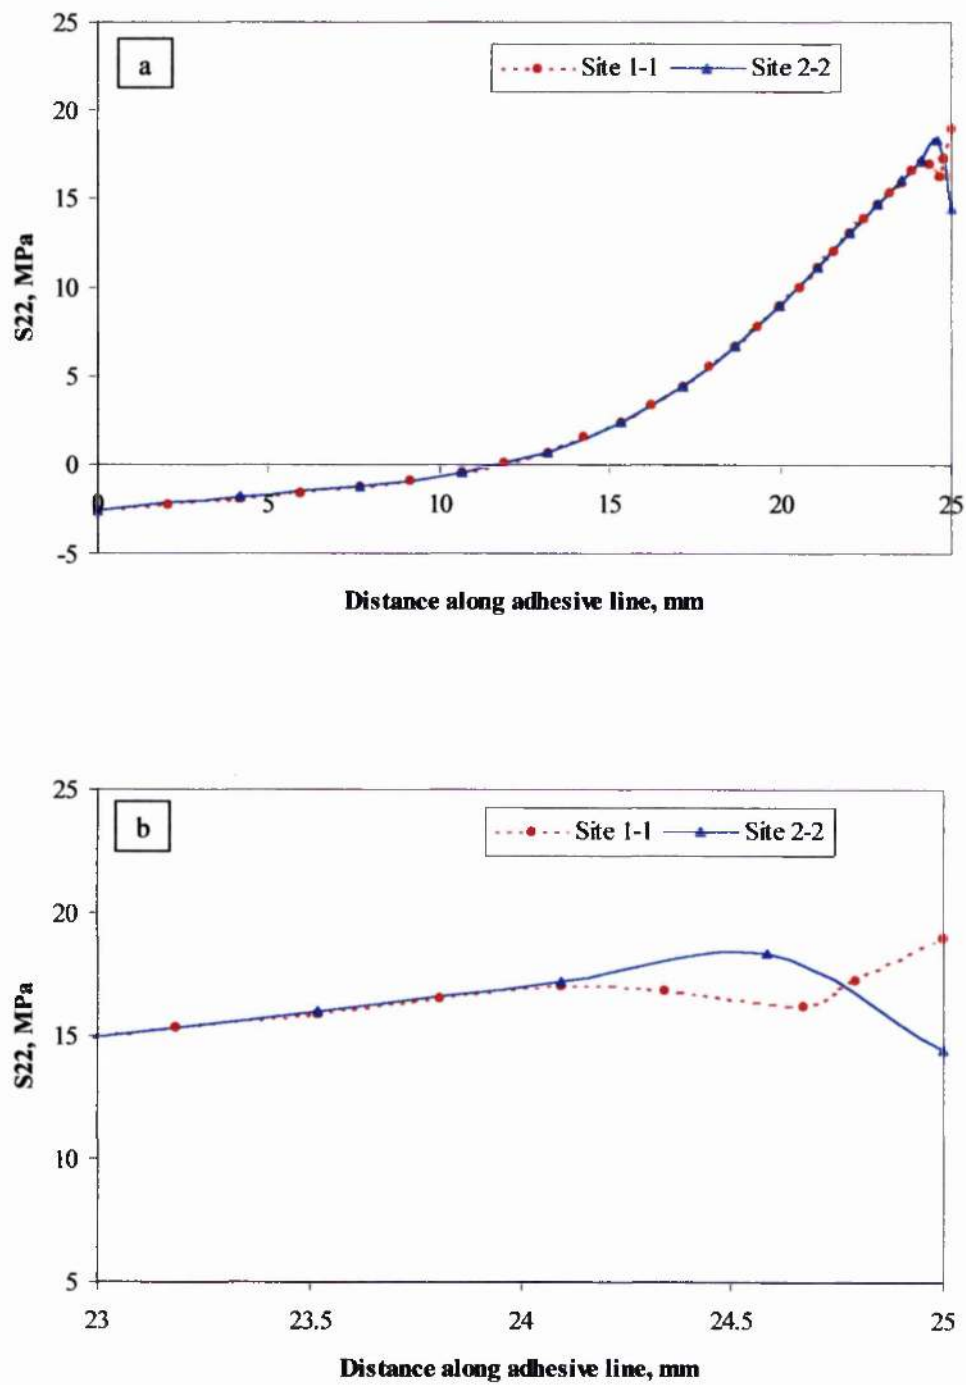 25
a
Site 1-1 Site 2-2
20
15
S22, MPa
10
5
0
0 5 10 15 20 25
-5
Distance along adhesive line, mm
25
b
Site 1-1 Site 2-2
20
S22, MPa
15
10
5
23 23.5 24 24.5 25
Distance along adhesive line, mm